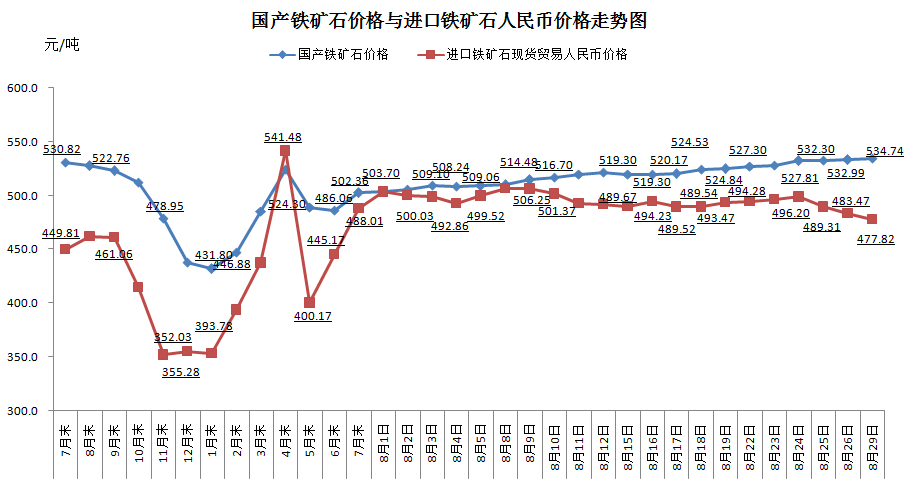 国产铁矿石价格与进口铁矿石人民币价格走势图
元/吨
国产铁矿石价格 进口铁矿石现货贸易人民币价格
600.0
550.0
500.0
450.0
400.0
350.0
300.0
530.82
522.76
478.95
431.80
446.88
524.30
486.06
502.36
503.70
509.10
508.24
509.06
514.48
516.70
519.30
519.30
520.17
524.53
524.84
527.30
527.81
532.30
532.99
534.74
449.81
461.06
352.03
355.28
393.78
541.48
400.17
445.17
488.01
500.03
492.86
499.52
506.25
501.37
489.67
494.23
489.52
489.54
493.47
494.28
496.20
489.31
483.47
477.82
7月末
8月末
9月末
10月末
11月末
12月末
1月末
2月末
3月末
4月末
5月末
6月末
7月末
8月1日
8月2日
8月3日
8月4日
8月5日
8月8日
8月9日
8月10日
8月11日
8月12日
8月15日
8月16日
8月17日
8月18日
8月19日
8月22日
8月23日
8月24日
8月25日
8月26日
8月29日